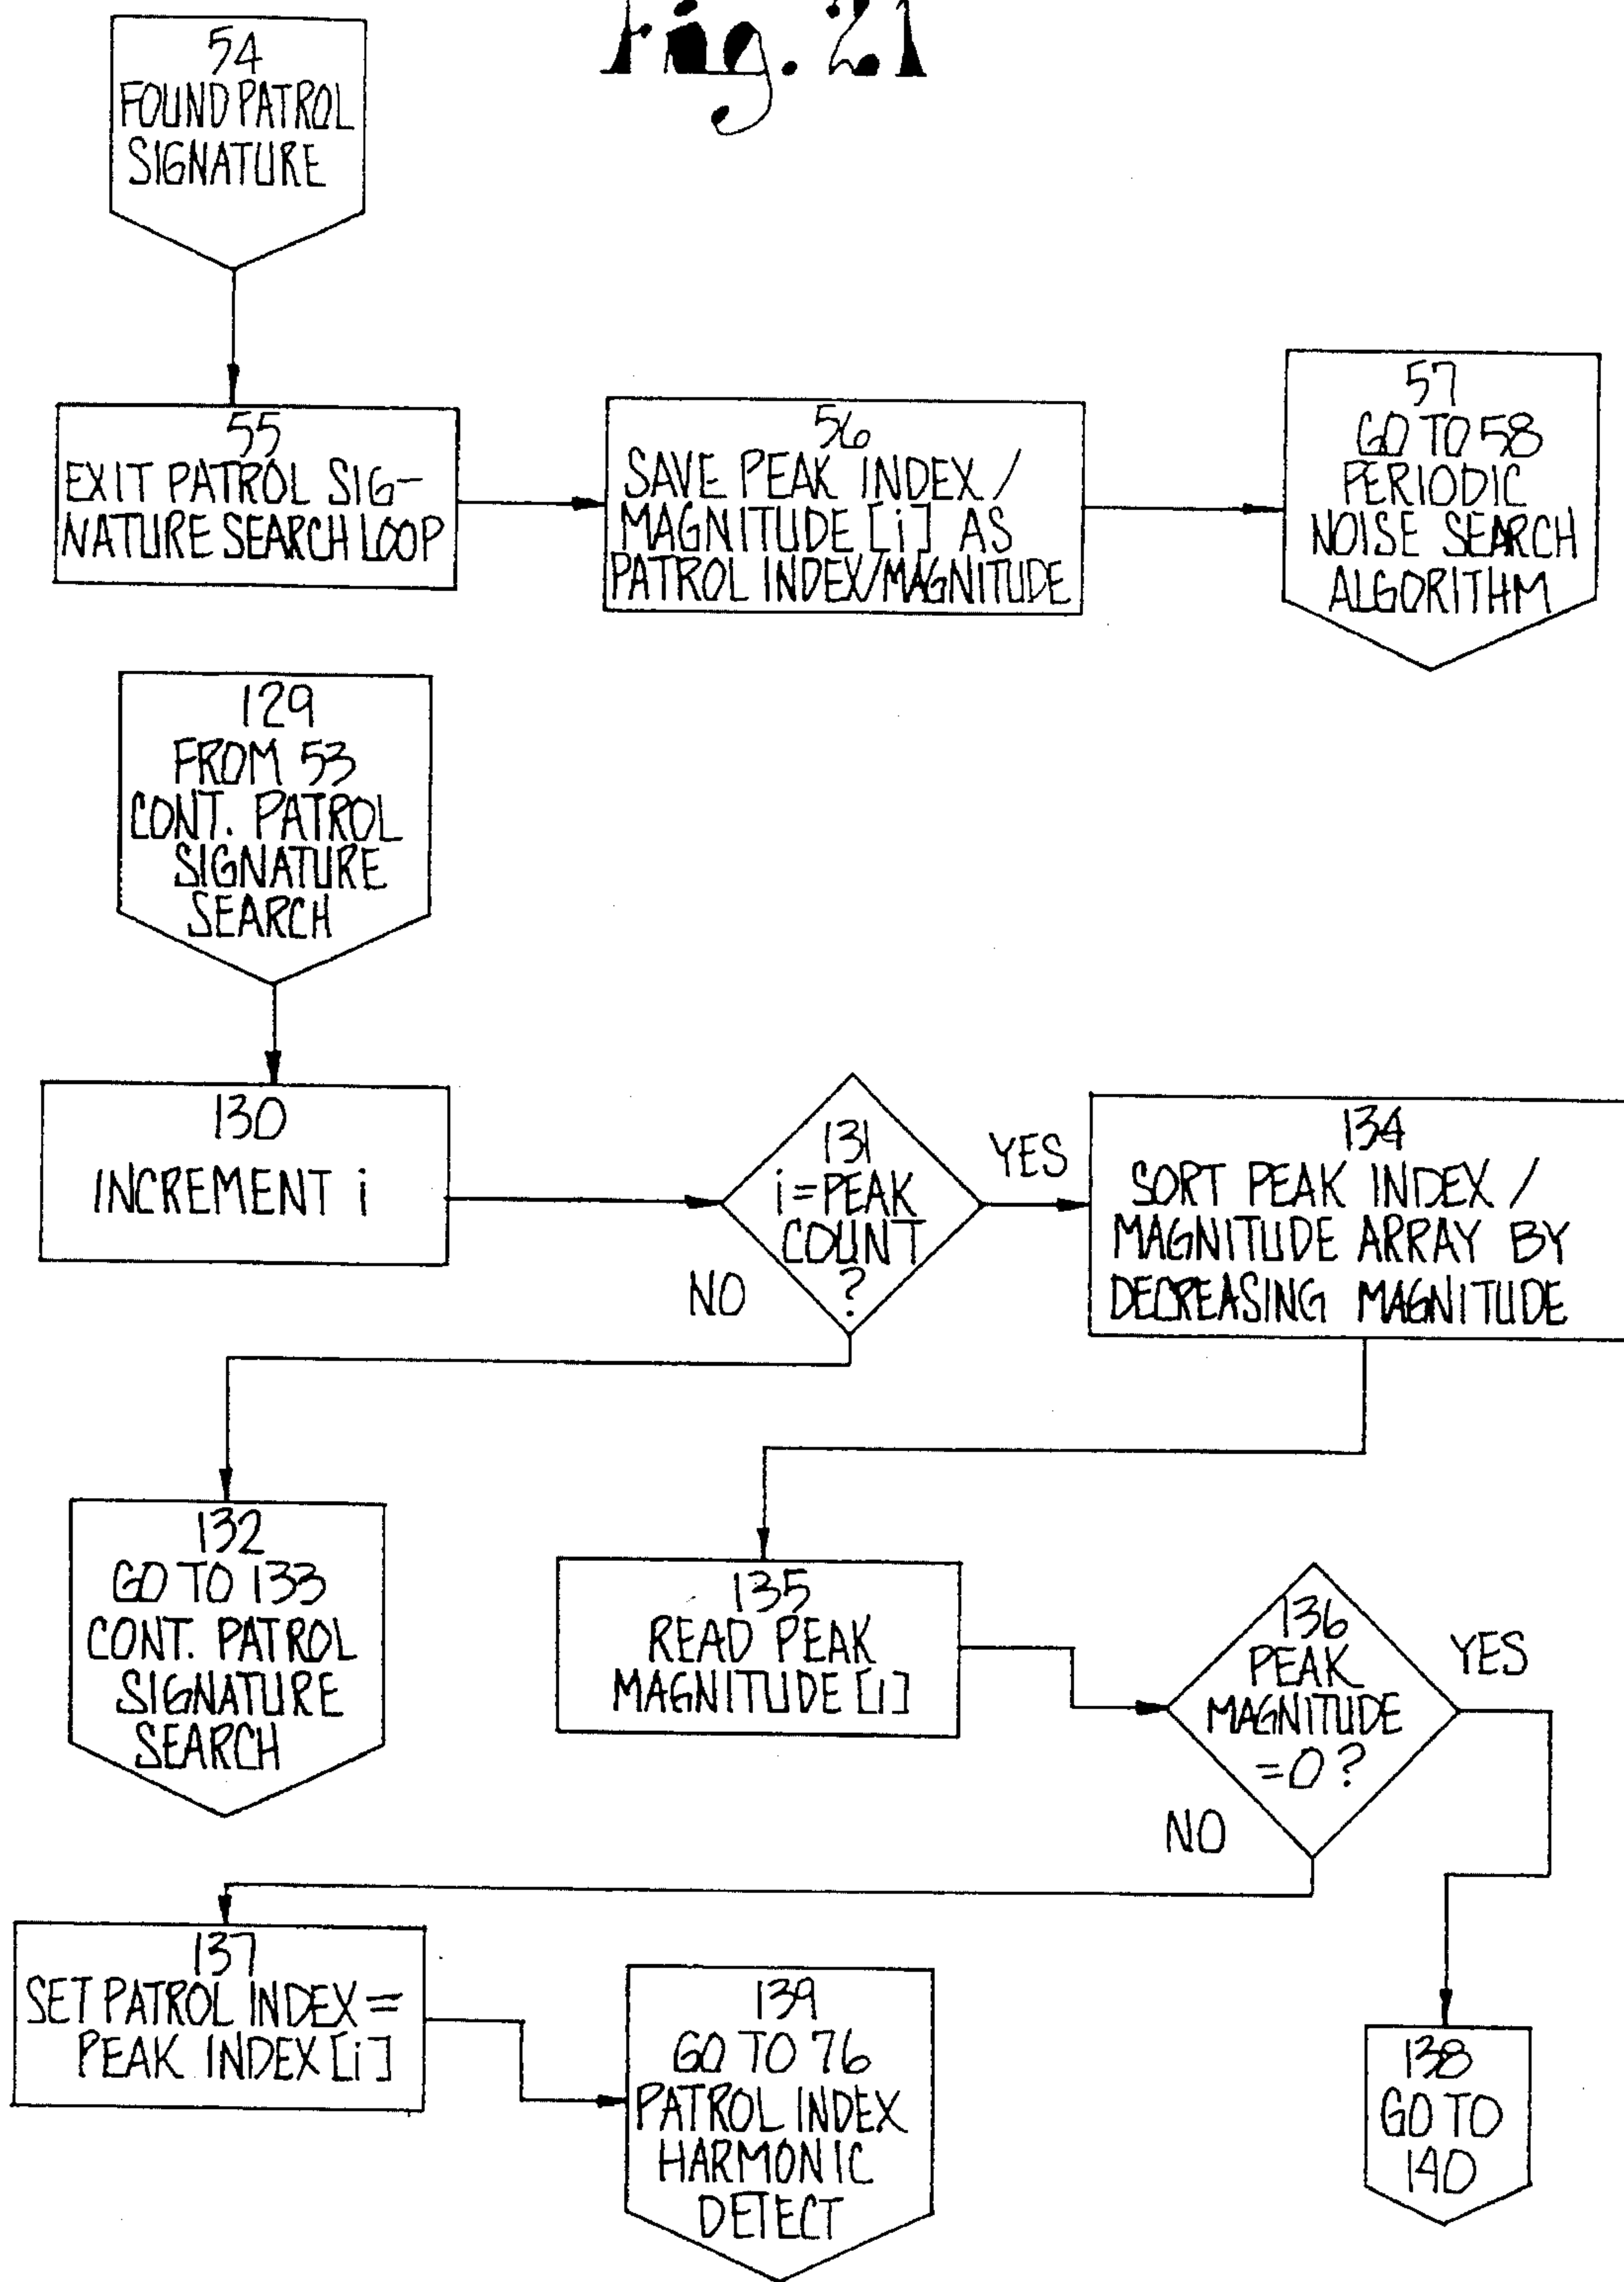 Fig. 21
54
FOUND PATROL
SIGNATURE
55
EXIT PATROL SIG-
NATURE SEARCH LOOP
56
SAVE PEAK INDEX /
MAGNITUDE [i] AS
PATROL INDEX/MAGNITUDE
57
GO TO 58
PERIODIC
NOISE SEARCH
ALGORITHM
129
FROM 53
CONT. PATROL
SIGNATURE
SEARCH
130
INCREMENT i
131
i=PEAK
COUNT
?
YES
NO
134
SORT PEAK INDEX /
MAGNITUDE ARRAY BY
DECREASING MAGNITUDE
132
GO TO 133
CONT. PATROL
SIGNATURE
SEARCH
135
READ PEAK
MAGNITUDE [i]
136
PEAK
MAGNITUDE
=0?
YES
NO
137
SET PATROL INDEX =
PEAK INDEX [i]
139
GO TO 76
PATROL INDEX
HARMONIC
DETECT
138
GO TO
140